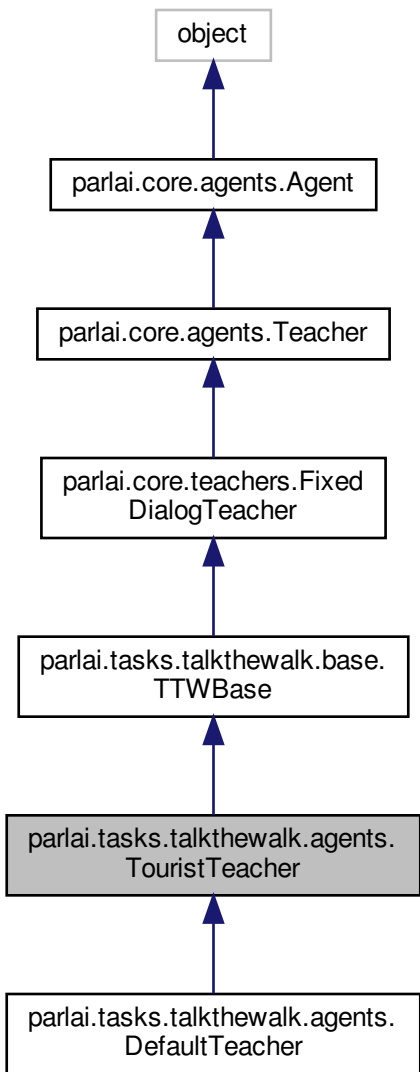 object
parlai.core.agents.Agent
parlai.core.agents.Teacher
parlai.core.teachers.Fixed
DialogTeacher
parlai.tasks.talkthewalk.base.
TTWBase
parlai.tasks.talkthewalk.agents.
TouristTeacher
parlai.tasks.talkthewalk.agents.
DefaultTeacher